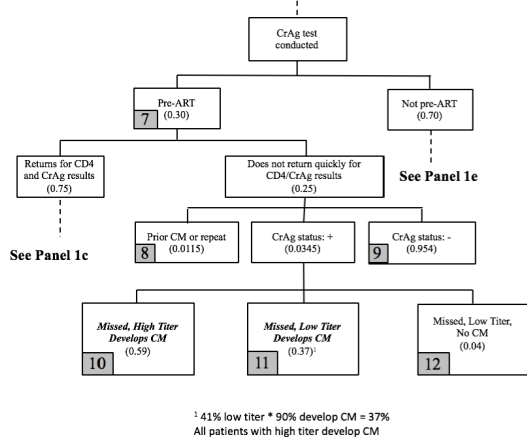 CrAg test
conducted
Pre-ART
(0.30)
7
Not pre-ART
(0.70)
Returns for CD4
and CrAg results
(0.75)
Does not return quickly for
CD4/CrAg results
(0.25)
See Panel 1e
See Panel 1c
Prior CM or repeat
(0.0115)
8
CrAg status: +
(0.0345)
CrAg status: -
(0.954)
9
Missed, High Titer
Develops CM
(0.59)
10
Missed, Low Titer
Develops CM
(0.37)¹
11
Missed, Low Titer,
No CM
(0.04)
12
¹ 41% low titer * 90% develop CM = 37%
All patients with high titer develop CM